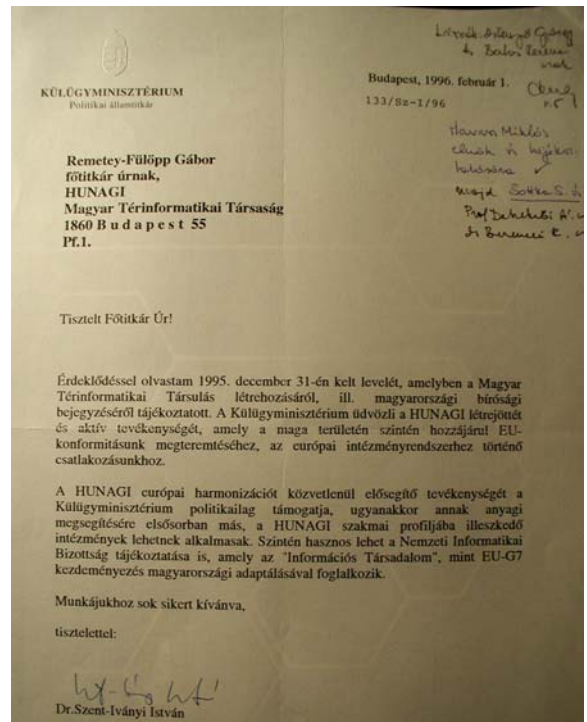 KÜLÜGYMINISZTÉRIUM
Politikai államtitkár
Budapest, 1996. február 1.
133/Sz-1/96
Remetey-Fülöpp Gábor
főtitkár úrnak,
HUNAGI
Magyar Térinformatikai Társaság
1860 B u d a p e s t 55
Pf.1.
Miklós
elnök
majd
Tisztelt Főtitkár Úr!
Érdeklődéssel olvastam 1995. december 31-én kelt levelét, amelyben a Magyar
Térinformatikai Társulás létrehozásáról, ill. magyarországi bírósági
bejegyzéséről tájékoztatott. A Külügyminisztérium üdvözli a HUNAGI létrejöttét
és aktív tevékenységét, amely a maga területén szintén hozzájárul EU-
konformitásunk megteremtéséhez, az európai intézményrendszerhez történő
csatlakozásunkhoz.
A HUNAGI európai harmonizációt közvetlenül elősegítő tevékenységét a
Külügyminisztérium politikailag támogatja, ugyanakkor annak anyagi
megsegítésére elsősorban más, a HUNAGI szakmai profiljába illeszkedő
intézmények lehetnek alkalmasak. Szintén hasznos lehet a Nemzeti Informatikai
Bizottság tájékoztatása is, amely az "Információs Társadalom", mint EU-G7
kezdeményezés magyarországi adaptálásával foglalkozik.
Munkájukhoz sok sikert kívánva,
tisztelettel:
Dr.Szent-Iványi István